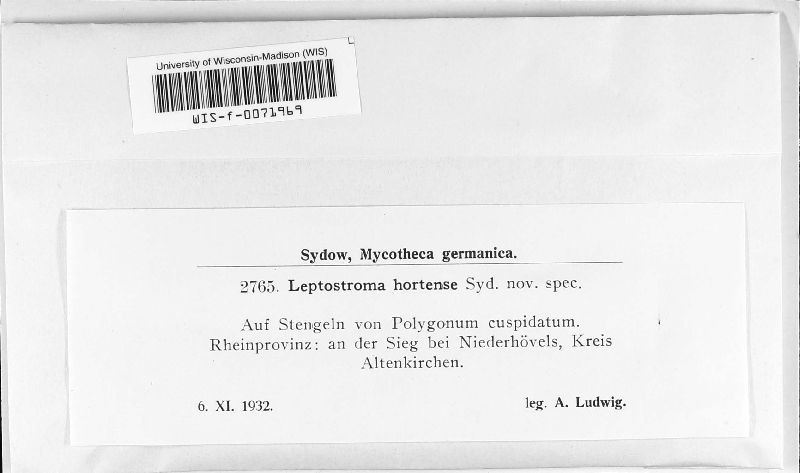 University of Wisconsin-Madison (WIS)
WIS-f-0071969
Sydow, Mycotheca germanica.
2765. Leptostroma hortense Syd. nov. spec.
Auf Stengeln von Polygonum cuspidatum.
Rheinprovinz: an der Sieg bei Niederhövels, Kreis
Altenkirchen.
6. XI. 1932. leg. A. Ludwig.